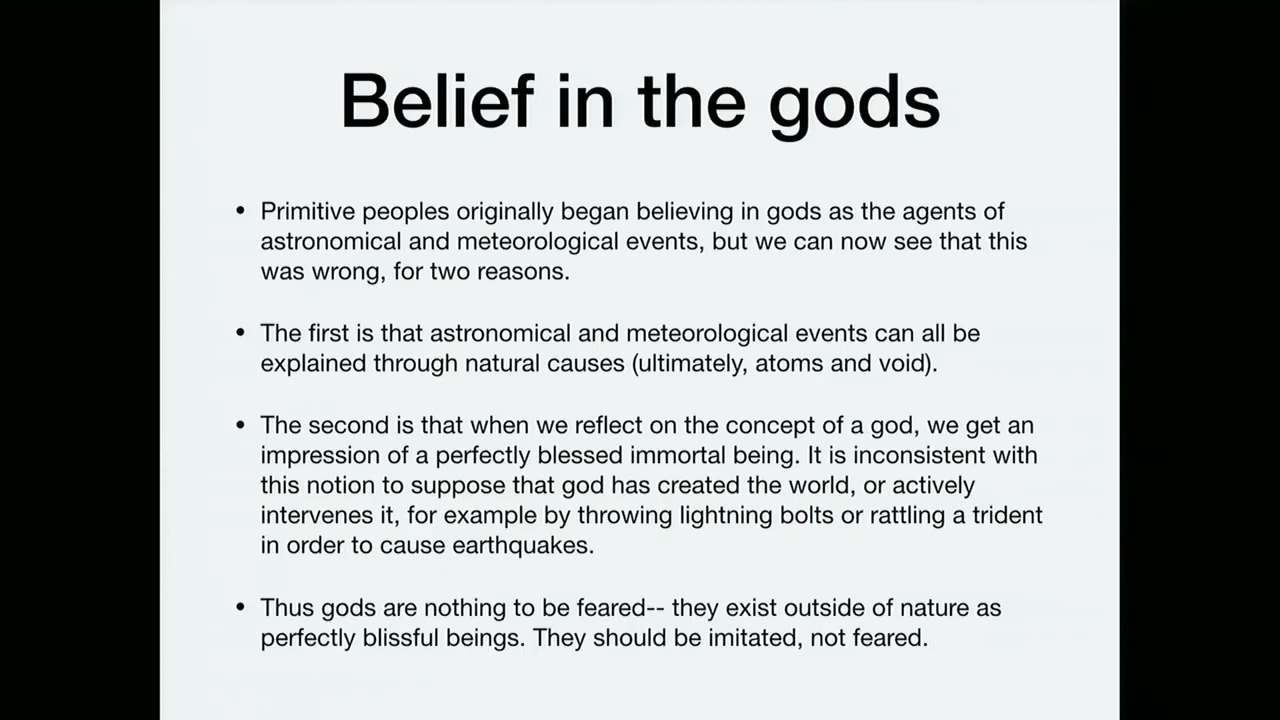 Belief in the gods
• Primitive peoples originally began believing in gods as the agents of
astronomical and meteorological events, but we can now see that this
was wrong, for two reasons.
• The first is that astronomical and meteorological events can all be
explained through natural causes (ultimately, atoms and void).
• The second is that when we reflect on the concept of a god, we get an
impression of a perfectly blessed immortal being. It is inconsistent with
this notion to suppose that god has created the world, or actively
intervenes it, for example by throwing lightning bolts or rattling a trident
in order to cause earthquakes.
• Thus gods are nothing to be feared-- they exist outside of nature as
perfectly blissful beings. They should be imitated, not feared.